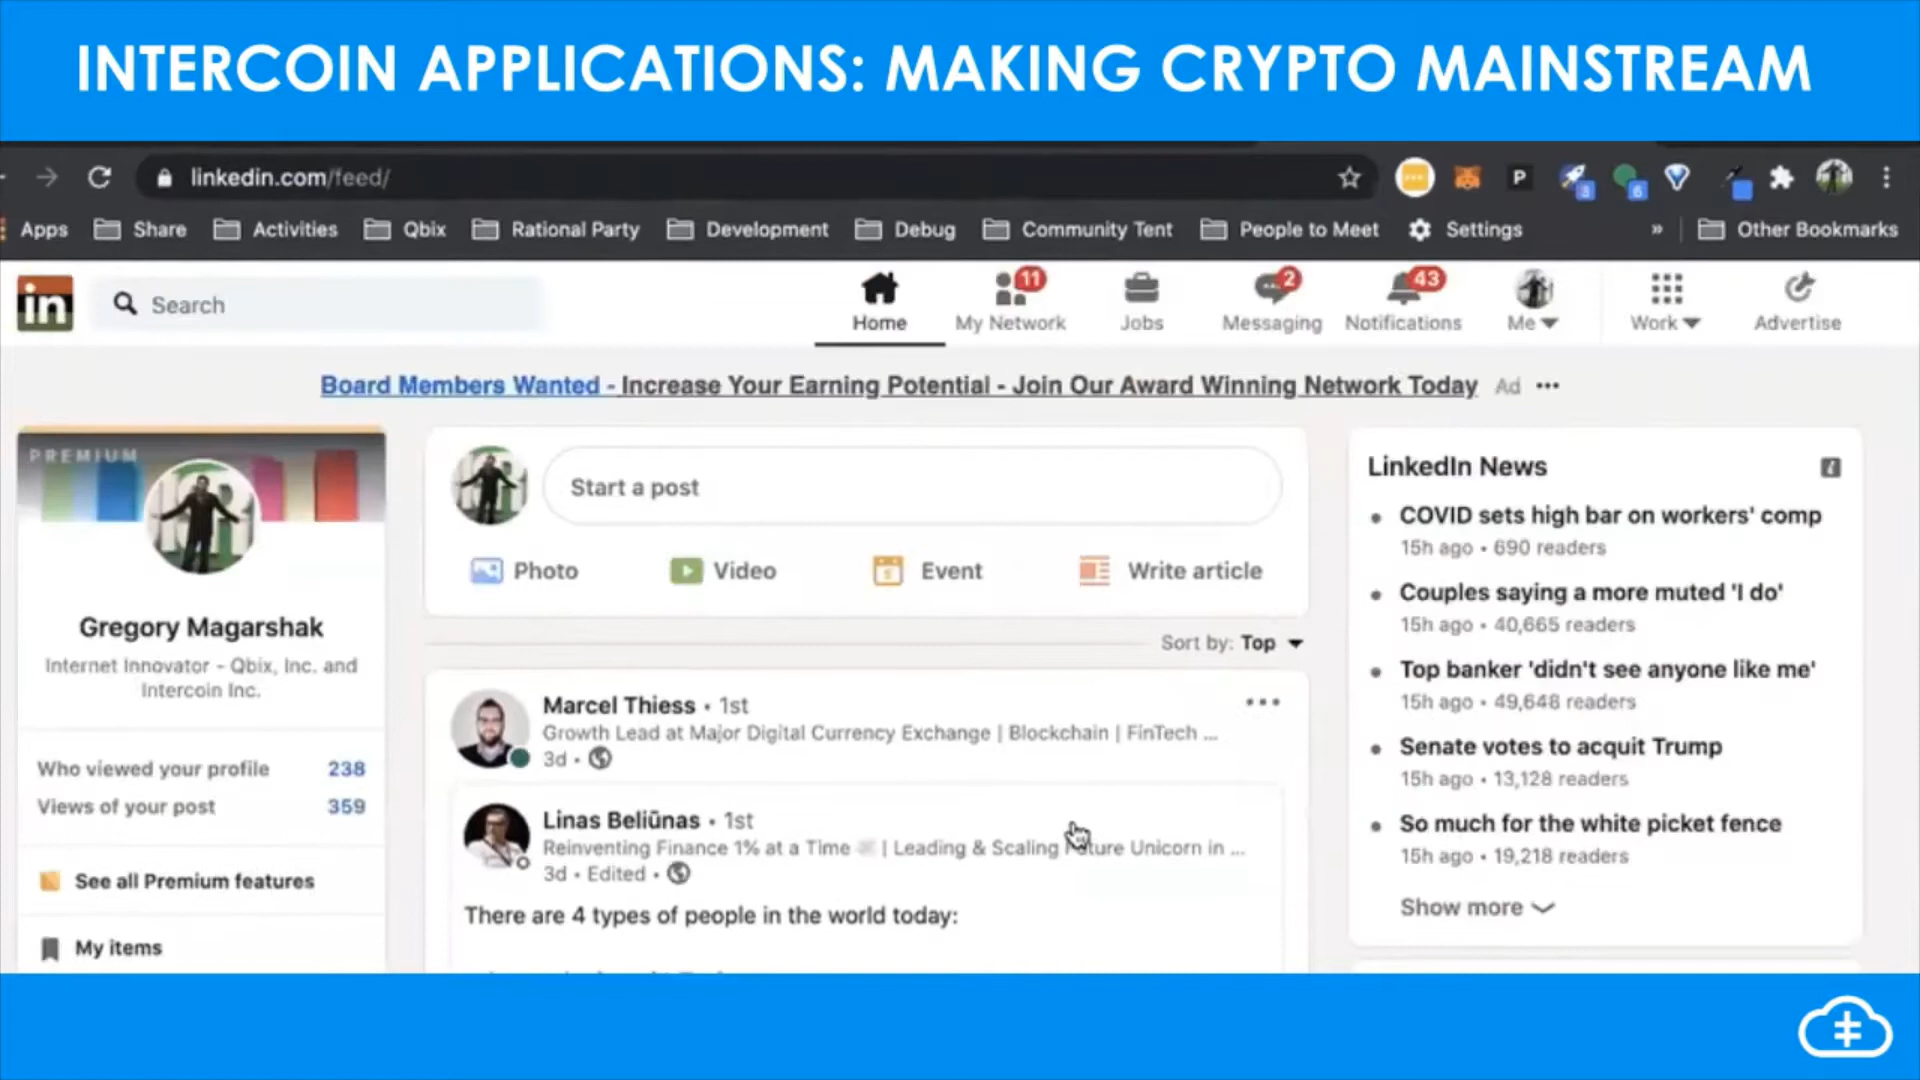 INTERCOIN APPLICATIONS: MAKING CRYPTO MAINSTREAM
linkedin.com/feed/
P
3
6
Apps Share Activities Qbix Rational Party Development Debug Community Tent People to Meet Settings » Other Bookmarks
in Search
11
2
43
Home My Network Jobs Messaging Notifications Me Work Advertise
Board Members Wanted - Increase Your Earning Potential - Join Our Award Winning Network Today Ad
PREMIUM
Gregory Magarshak
Internet Innovator - Qbix, Inc. and
Intercoin Inc.
Who viewed your profile 238
Views of your post 359
See all Premium features
My items
Start a post
Photo Video Event Write article
Sort by: Top
Marcel Thiess • 1st
Growth Lead at Major Digital Currency Exchange | Blockchain | FinTech ...
3d •
Linas Beliūnas • 1st
Reinventing Finance 1% at a Time | Leading & Scaling Unicorn in ...
3d • Edited •
There are 4 types of people in the world today:
LinkedIn News
COVID sets high bar on workers' comp
15h ago • 690 readers
Couples saying a more muted 'I do'
15h ago • 40,665 readers
Top banker 'didn't see anyone like me'
15h ago • 49,648 readers
Senate votes to acquit Trump
15h ago • 13,128 readers
So much for the white picket fence
15h ago • 19,218 readers
Show more